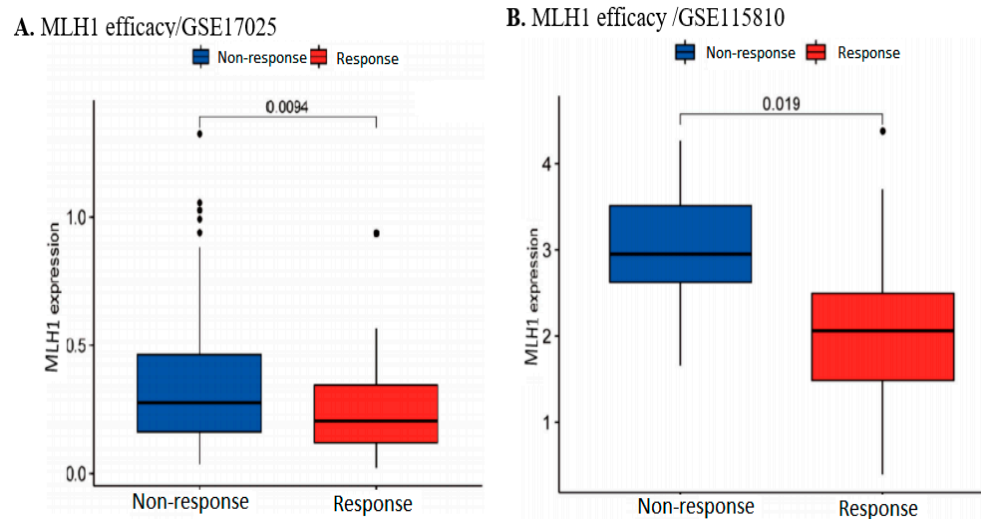 A. MLH1 efficacy/GSE17025
Non-response Response
0.0094
MLH1 expression
1.0
0.5
0.0
Non-response Response
B. MLH1 efficacy /GSE115810
Non-response Response
0.019
MLH1 expression
4
3
2
1
Non-response Response